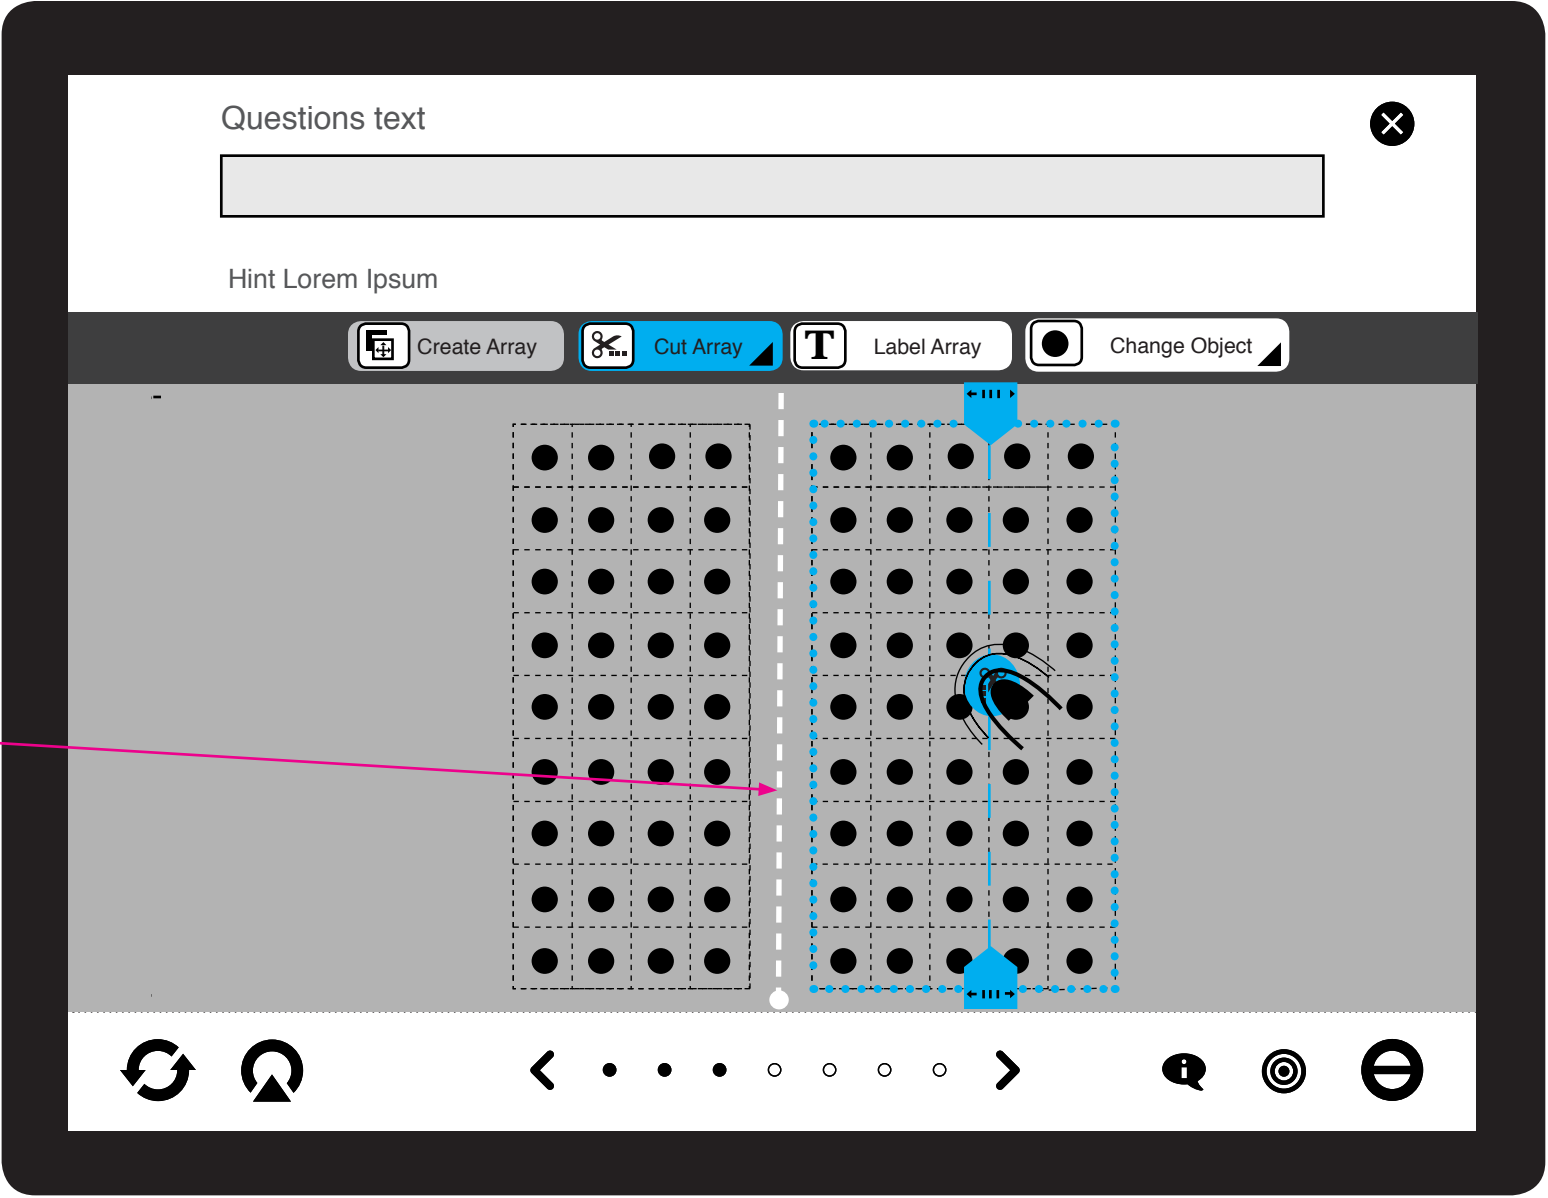 Questions text
Hint Lorem Ipsum
Create Array
Cut Array
T Label Array
Change Object